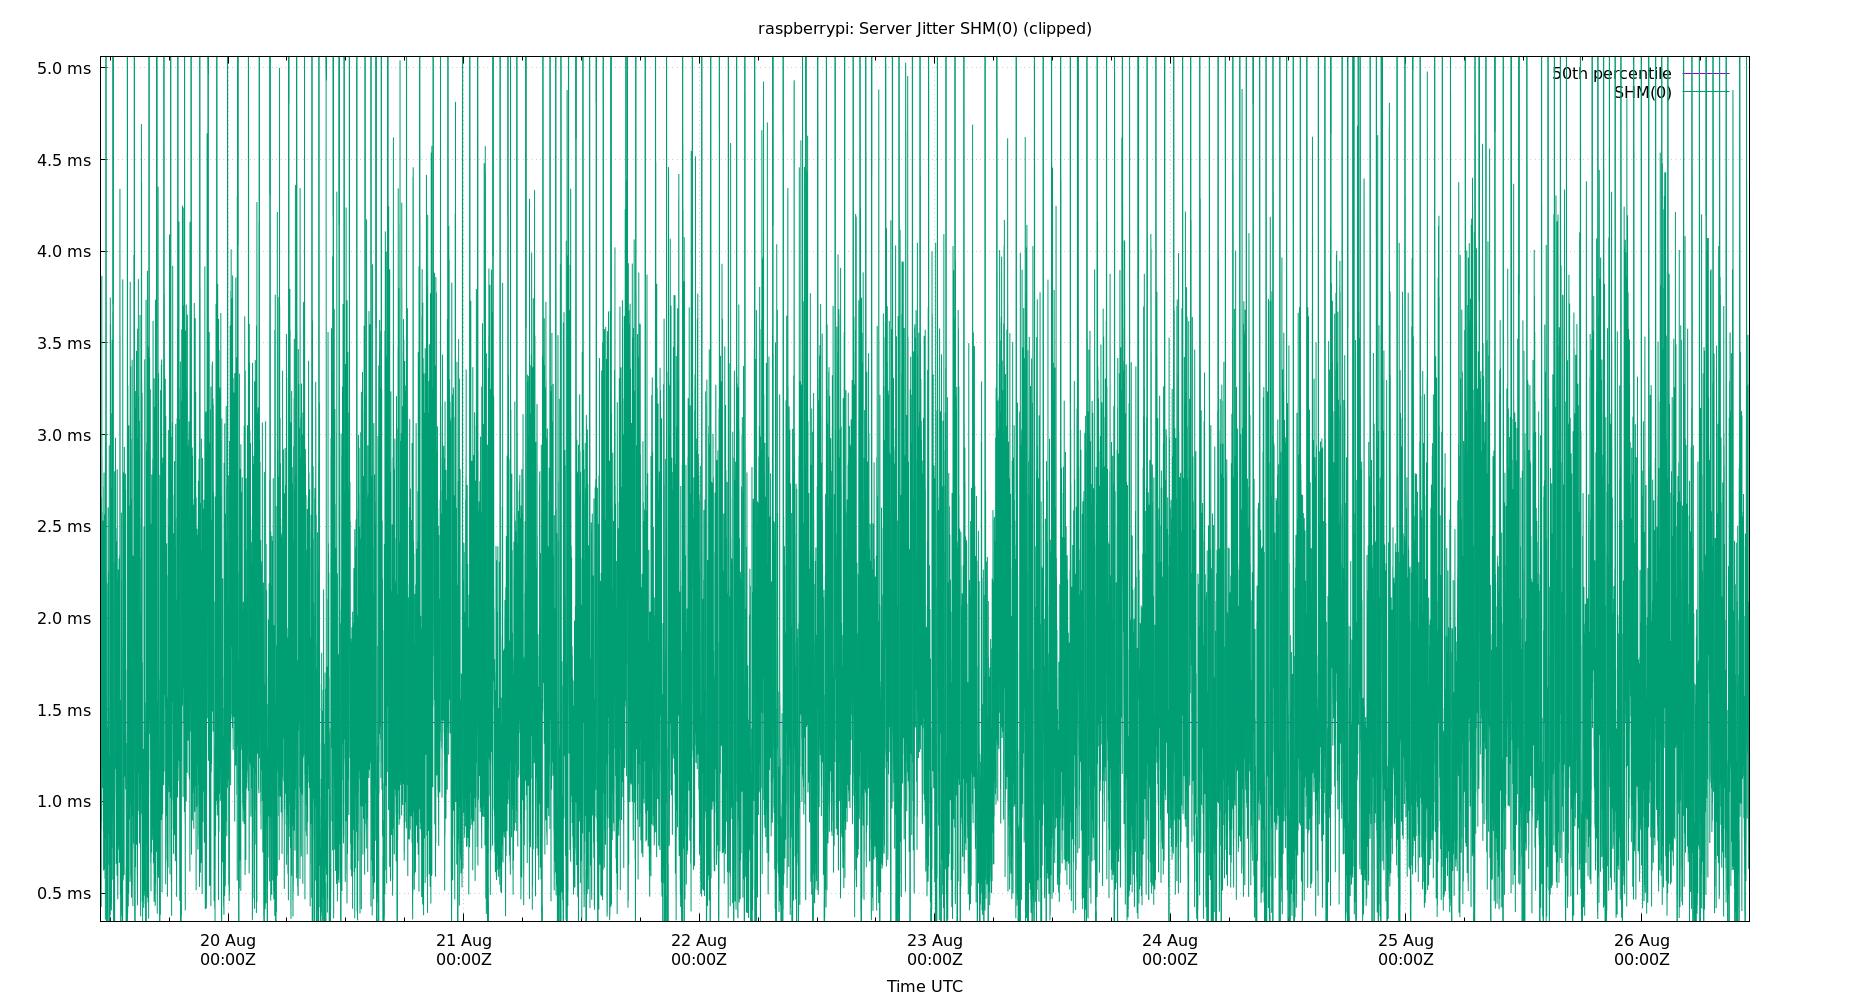 raspberrypi: Server Jitter SHM(0) (clipped)
5.0 ms
4.5 ms
4.0 ms
3.5 ms
3.0 ms
2.5 ms
2.0 ms
1.5 ms
1.0 ms
0.5 ms
50th percentile
SHM(0)
20 Aug
00:00Z
21 Aug
00:00Z
22 Aug
00:00Z
23 Aug
00:00Z
24 Aug
00:00Z
25 Aug
00:00Z
26 Aug
00:00Z
Time UTC